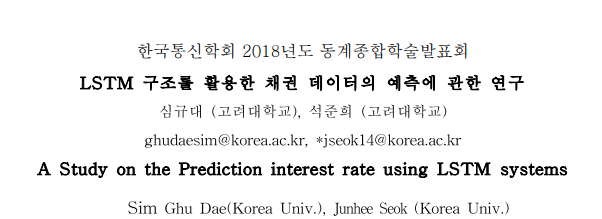 한국통신학회 2018년도 동계종합학술발표회
LSTM 구조를 활용한 채권 데이터의 예측에 관한 연구
심규대 (고려대학교), 석준희 (고려대학교)
ghudaesim@korea.ac.kr, *jseok14@korea.ac.kr
A Study on the Prediction interest rate using LSTM systems
Sim Ghu Dae(Korea Univ.), Junhee Seok (Korea Univ.)